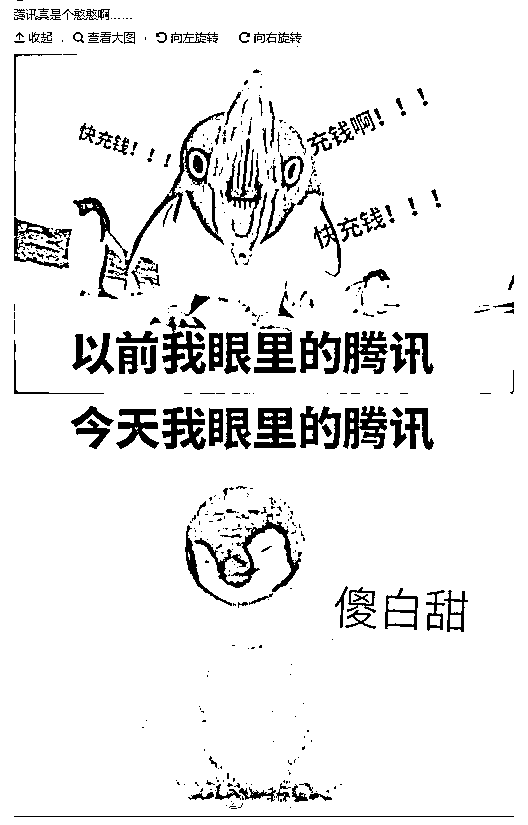 腾讯真是个憨憨啊……
收起 · 查看大图 · 向左旋转 向右旋转
快充钱！！！
充钱啊！！！
快充钱！！！
以前我眼里的腾讯
今天我眼里的腾讯
傻白甜